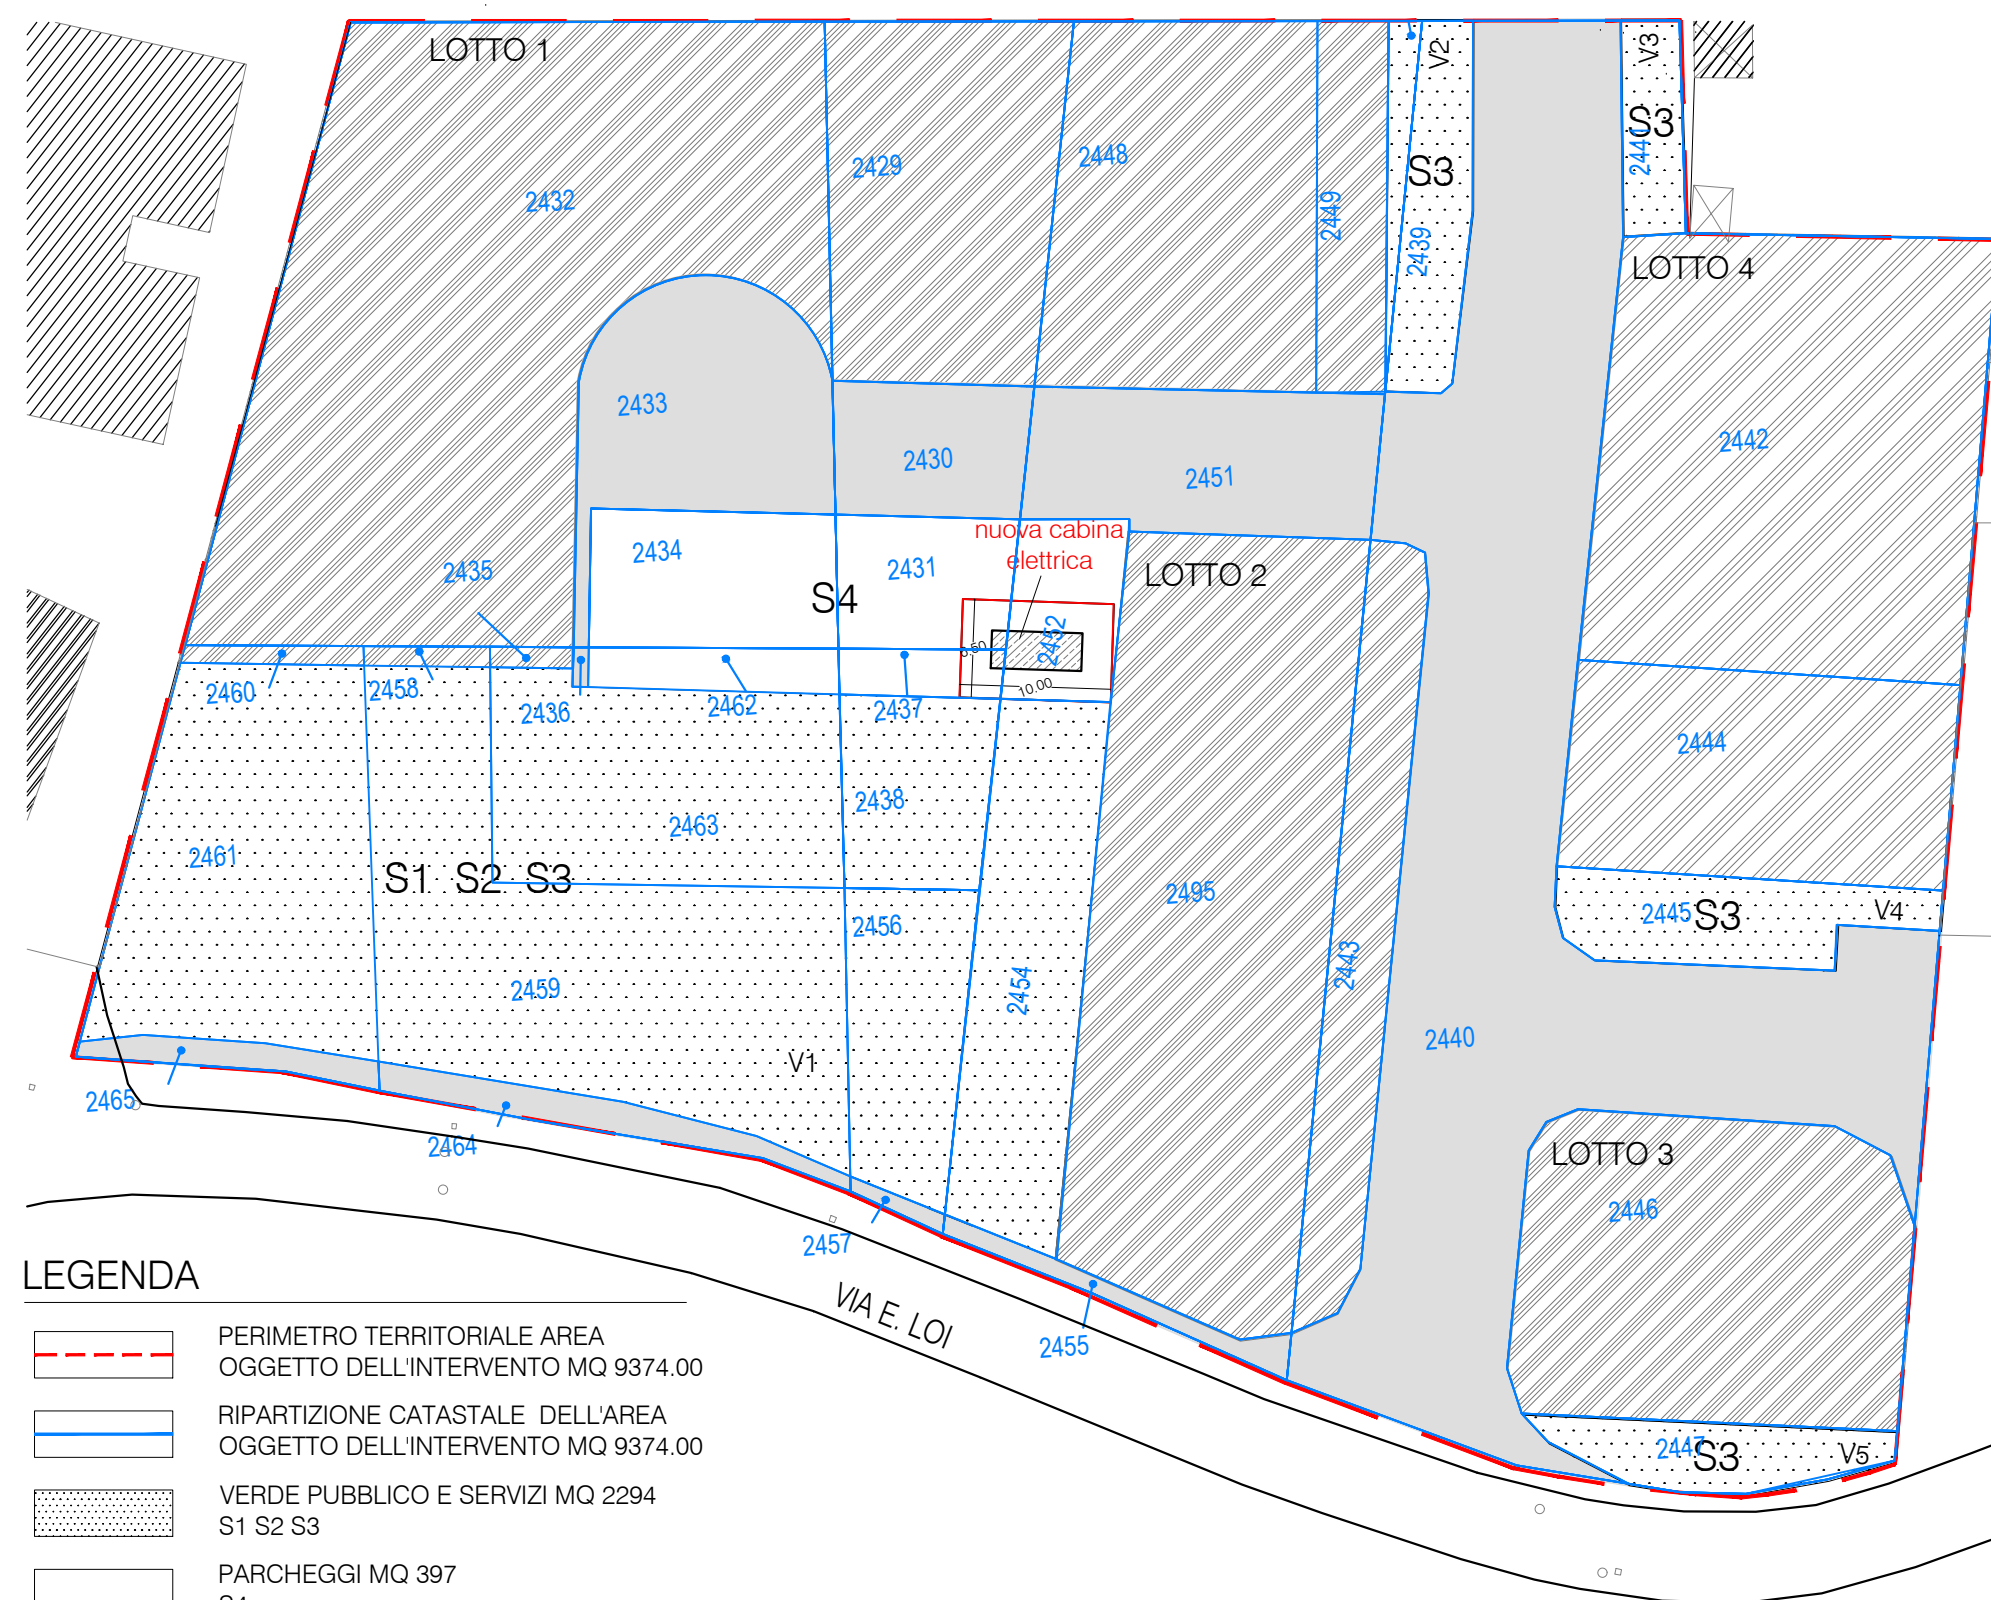 LOTTO 1
V2
V3
S3
2441
2432
2429
2448
S3
2449
2439
LOTTO 4
2433
2442
2430
2451
nuova cabina
elettrica
2434
2435
2431
LOTTO 2
S4
2452
10.00
2460
2458
2436
2462
2437
2444
2438
2463
2461
S1 S2 S3
2495
2445
S3
V4
2456
2443
2459
2454
2440
V1
2465
2464
LOTTO 3
2446
2457
VIA E. LOI
2455
2447
S3
V5
LEGENDA
PERIMETRO TERRITORIALE AREA
OGGETTO DELL'INTERVENTO MQ 9374.00
RIPARTIZIONE CATASTALE DELL'AREA
OGGETTO DELL'INTERVENTO MQ 9374.00
VERDE PUBBLICO E SERVIZI MQ 2294
S1 S2 S3
PARCHEGGI MQ 397